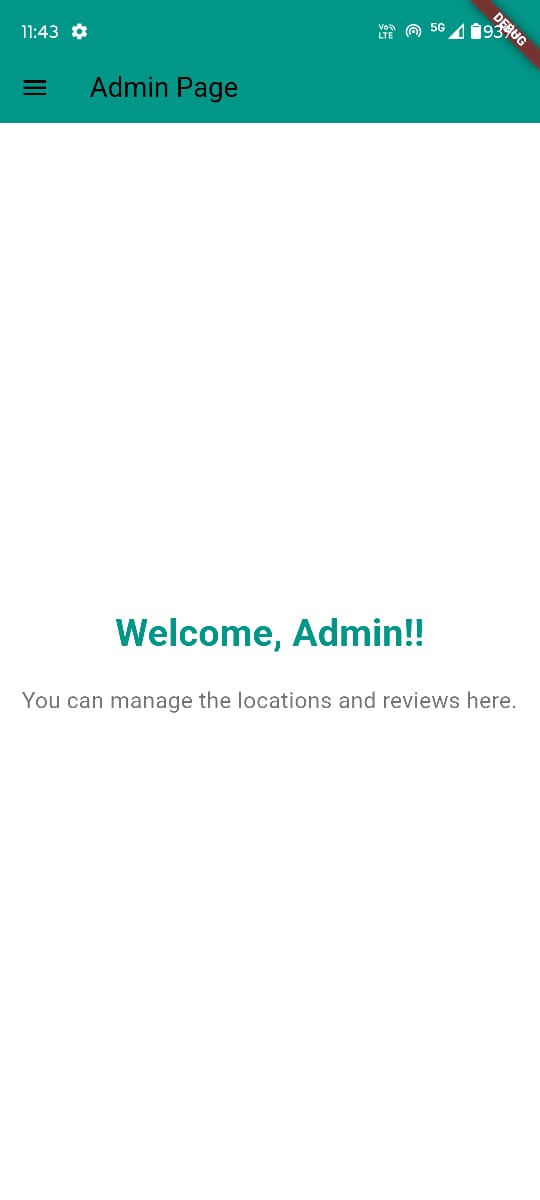 11:43 Vo LTE 5G 93%
DEBUG
Admin Page
Welcome, Admin!!
You can manage the locations and reviews here.